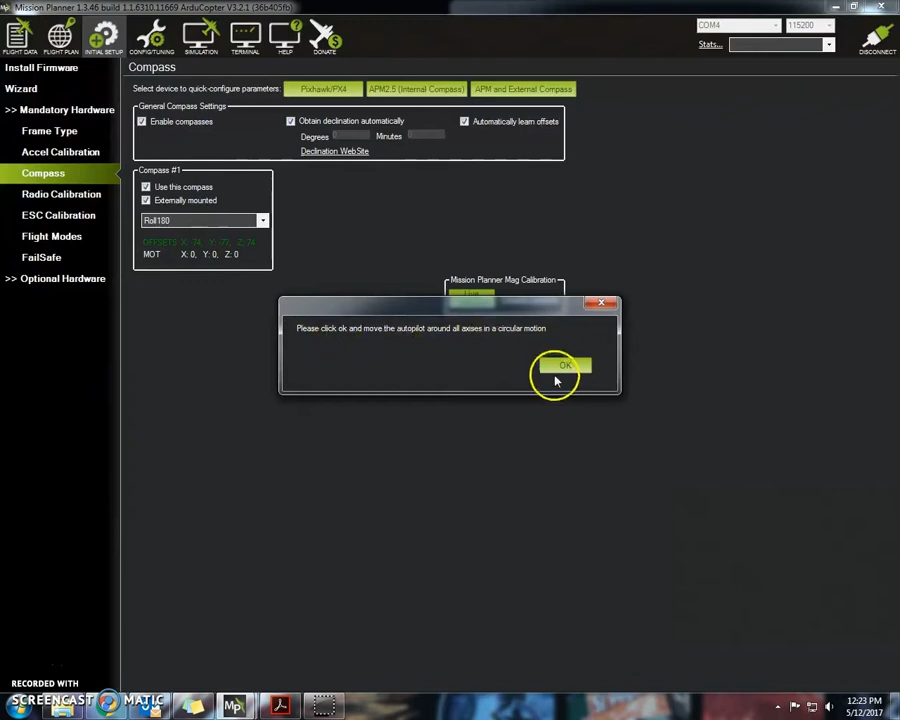 Mission Planner 1.3.46 build 1.1.6310.11669 ArduCopter V3.2.1 (36b405fb)
FLIGHT DATA
FLIGHT PLAN
INITIAL SETUP
CONFIG/TUNING
SIMULATION
TERMINAL
HELP
DONATE
COM4
115200
Stats...
DISCONNECT
Install Firmware
Wizard
>> Mandatory Hardware
Frame Type
Accel Calibration
Compass
Radio Calibration
ESC Calibration
Flight Modes
FailSafe
>> Optional Hardware
Compass
Select device to quick-configure parameters:
Pixhawk/PX4
APM2.5 (Internal Compass)
APM and External Compass
General Compass Settings
Enable compasses
Obtain declination automatically
Automatically learn offsets
Degrees 0
Minutes 0
Declination WebSite
Compass #1
Use this compass
Externally mounted
Roll180
OFFSETS X: -74, Y: -77, Z: 74
MOT X: 0, Y: 0, Z: 0
Mission Planner Mag Calibration
Please click ok and move the autopilot around all axises in a circular motion
OK
RECORDED WITH
SCREENCAST MATIC
12:23 PM
5/12/2017